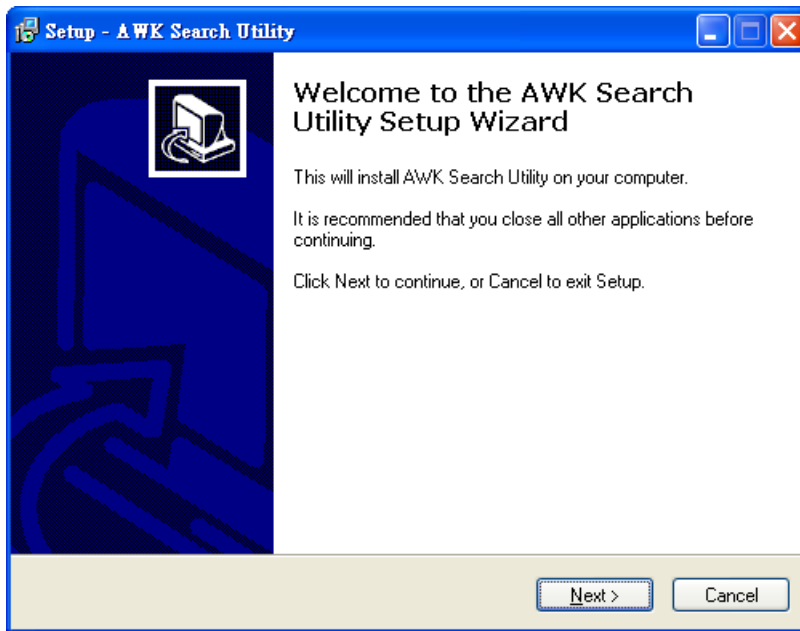 Setup - AWK Search Utility
Welcome to the AWK Search
Utility Setup Wizard
This will install AWK Search Utility on your computer.
It is recommended that you close all other applications before
continuing.
Click Next to continue, or Cancel to exit Setup.
Next >
Cancel